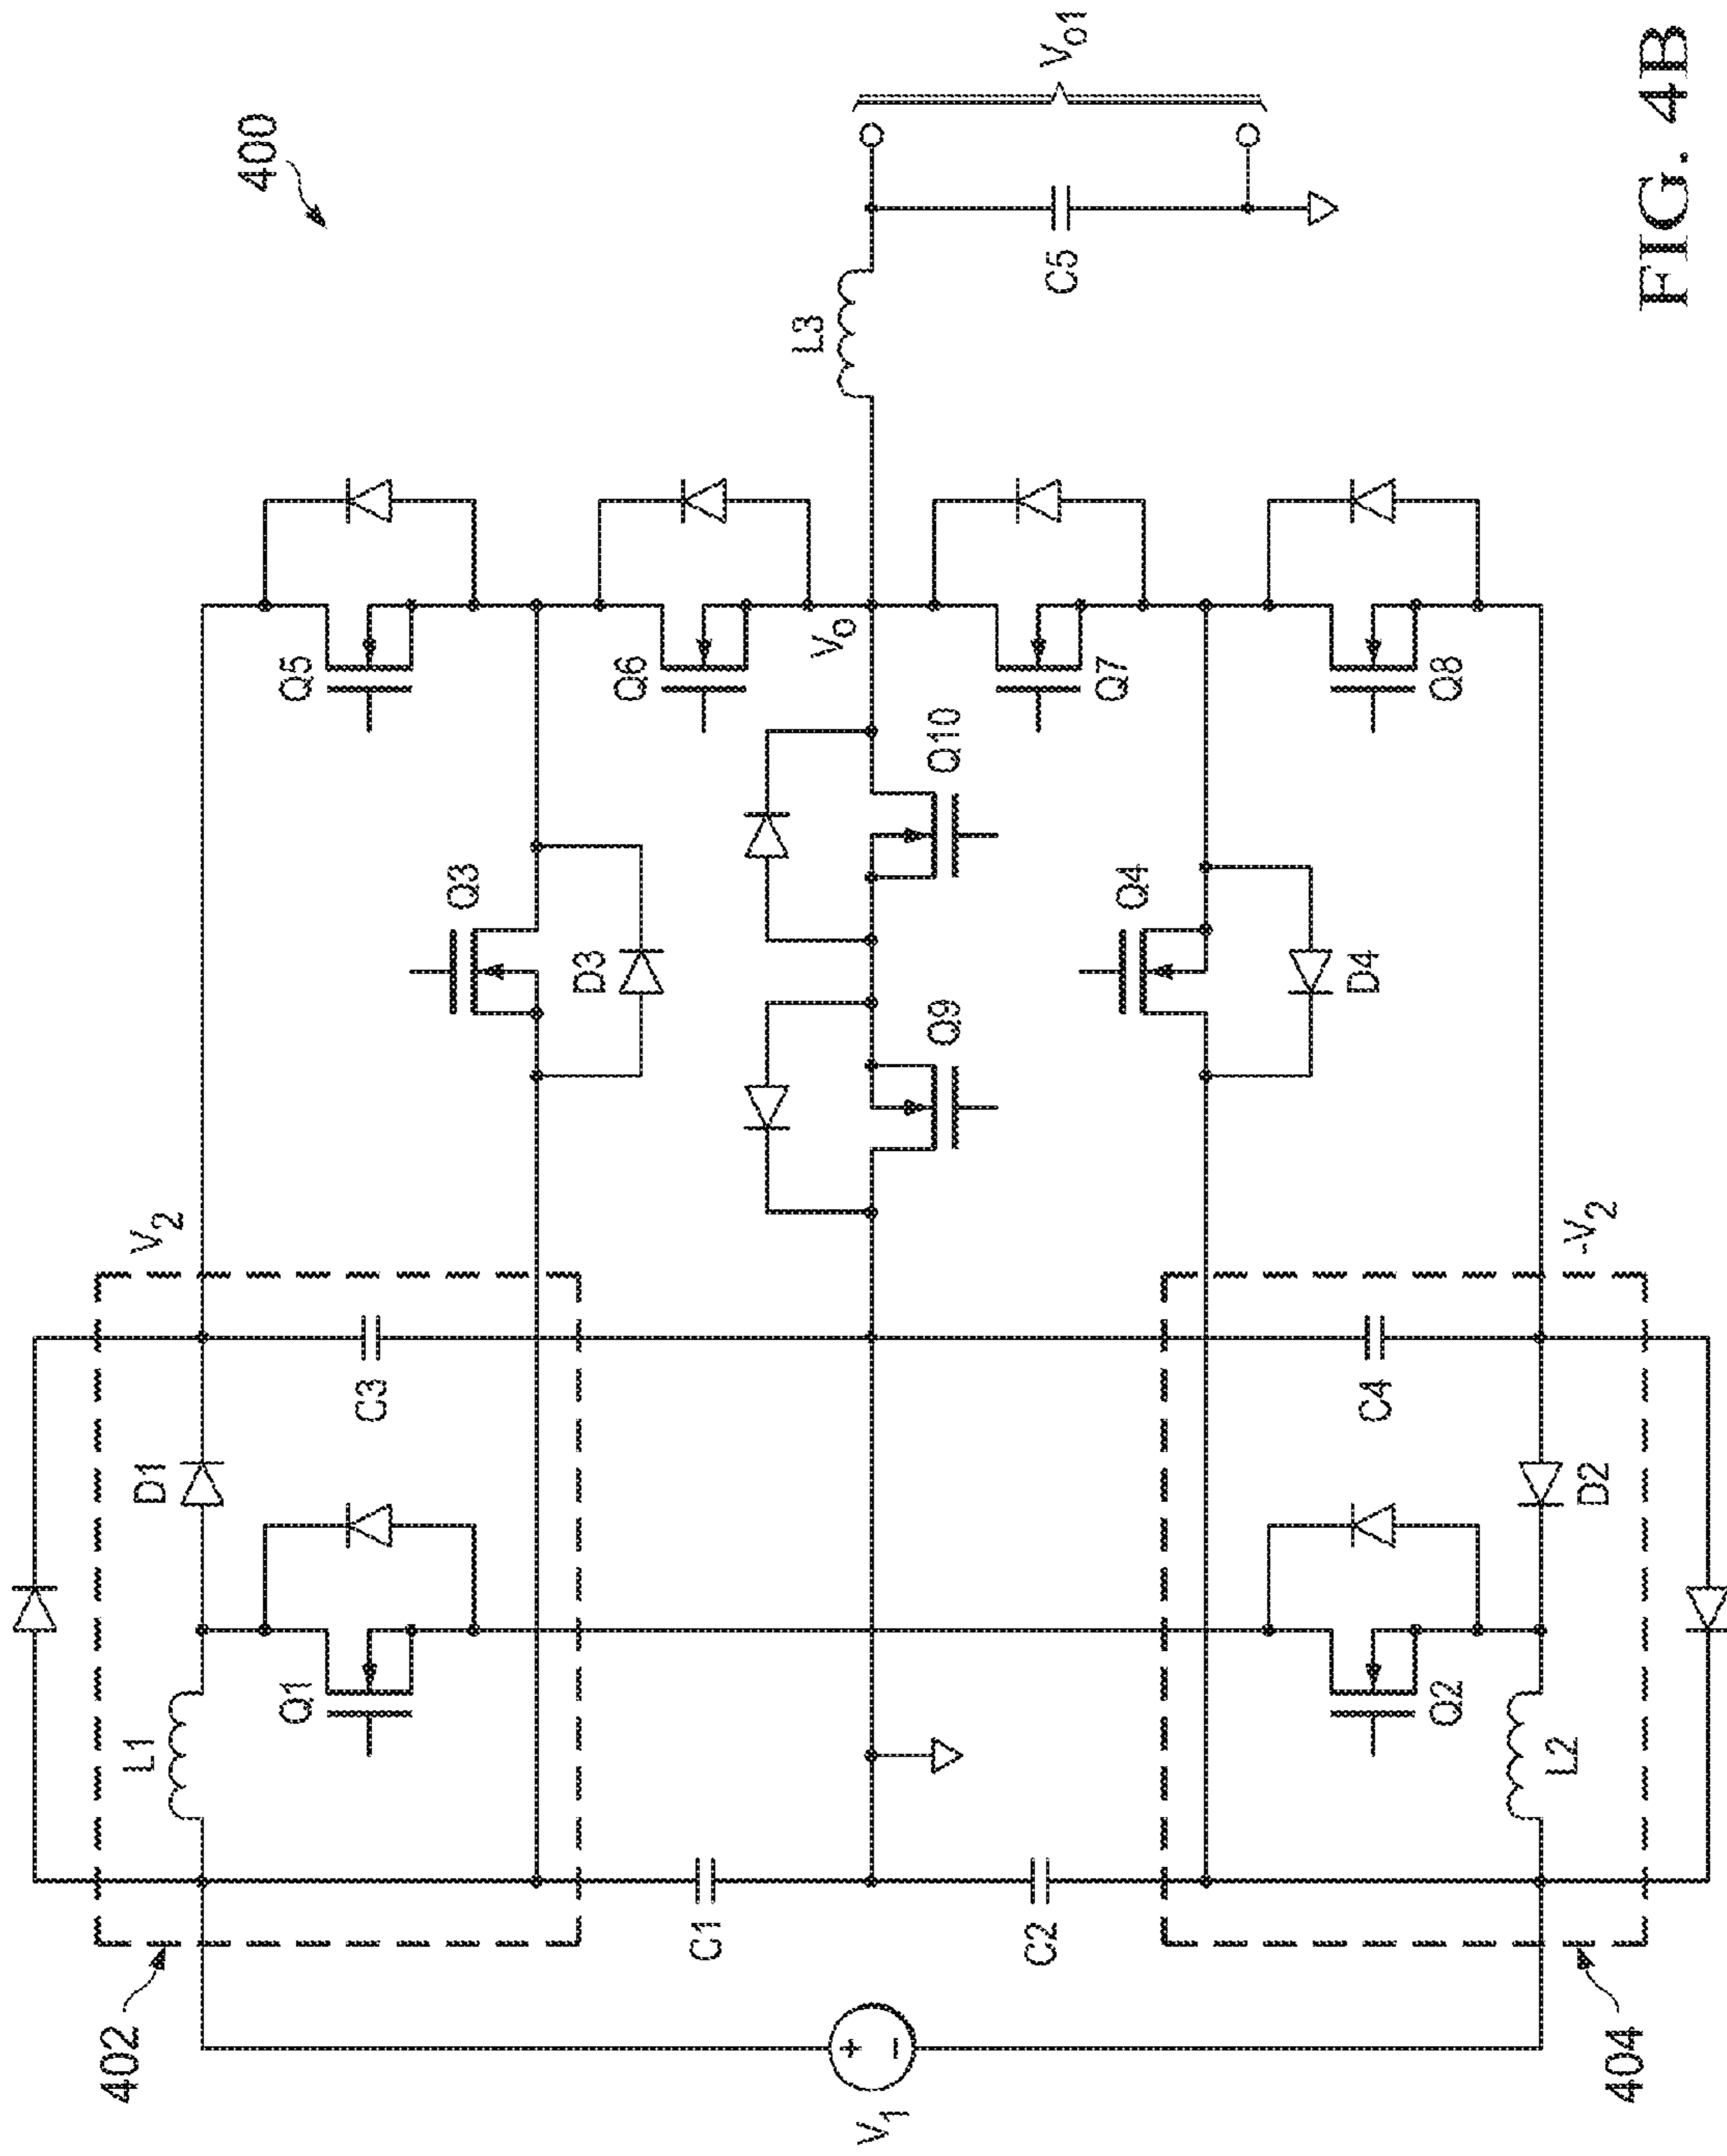 400
402
V2
L1
D1
Q1
C3
Q5
Q3
D3
Q6
Vo
L3
Vo1
C1
V1
+
−
Q9
Q10
C5
C2
Q7
Q4
D4
Q8
Q2
C4
L2
D2
-V2
404
FIG. 4B